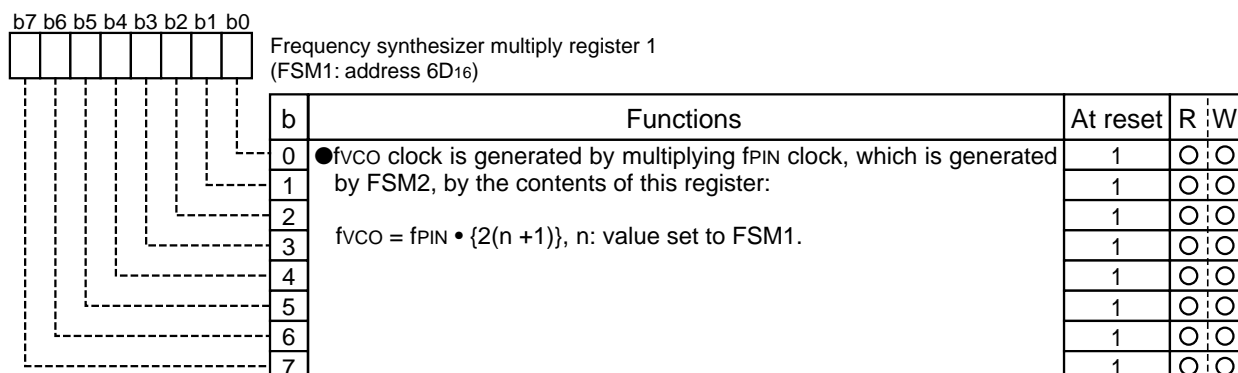 b7 b6 b5 b4 b3 b2 b1 b0
Frequency synthesizer multiply register 1
(FSM1: address 6D16)
b Functions At reset R W
0 ●fVCO clock is generated by multiplying fPIN clock, which is generated 1 O O
1 by FSM2, by the contents of this register: 1 O O
2 1 O O
fVCO = fPIN • {2(n +1)}, n: value set to FSM1.
3 1 O O
4 1 O O
5 1 O O
6 1 O O
7 1 O O